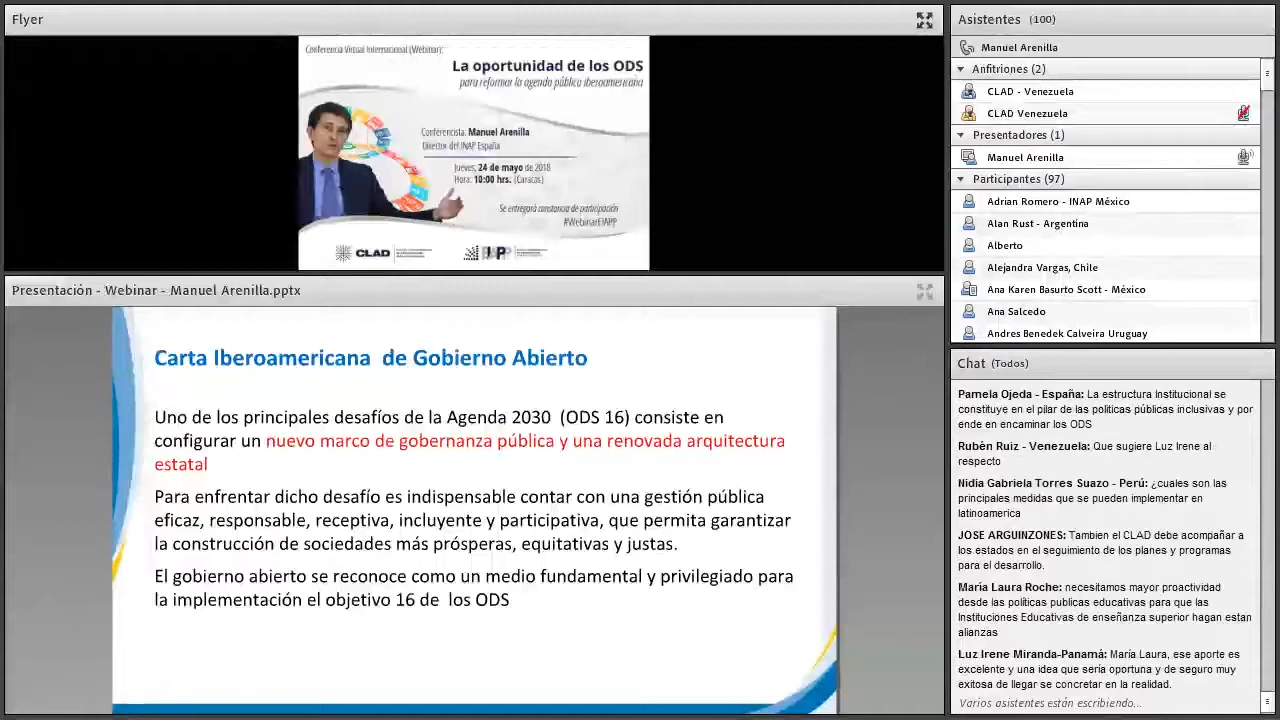 Flyer
Conferencia Virtual Internacional (Webinar):
La oportunidad de los ODS
para reformar la agenda pública iberoamericana
Conferencista: Manuel Arenilla
Director del INAP España
Jueves, 24 de mayo de 2018
Hora: 10:00 hrs. (Caracas)
Se entregará constancia de participación
#WebinarEIAPP
CLAD
Presentación - Webinar - Manuel Arenilla.pptx
Carta Iberoamericana de Gobierno Abierto
Uno de los principales desafíos de la Agenda 2030 (ODS 16) consiste en
configurar un nuevo marco de gobernanza pública y una renovada arquitectura
estatal
Para enfrentar dicho desafío es indispensable contar con una gestión pública
eficaz, responsable, receptiva, incluyente y participativa, que permita garantizar
la construcción de sociedades más prósperas, equitativas y justas.
El gobierno abierto se reconoce como un medio fundamental y privilegiado para
la implementación el objetivo 16 de los ODS
Asistentes (100)
Manuel Arenilla
Anfitriones (2)
CLAD - Venezuela
CLAD Venezuela
Presentadores (1)
Manuel Arenilla
Participantes (97)
Adrian Romero - INAP México
Alan Rust - Argentina
Alberto
Alejandra Vargas, Chile
Ana Karen Basurto Scott - México
Ana Salcedo
Andres Benedek Calveira Uruguay
Chat (Todos)
Pamela Ojeda - España: La estructura Institucional se
constituye en el pilar de las politicas públicas inclusivas y por
ende en encaminar los ODS
Rubén Ruiz - Venezuela: Que sugiere Luz Irene al
respecto
Nidia Gabriela Torres Suazo - Perú: ¿cuales son las
principales medidas que se pueden implementar en
latinoamerica
JOSE ARGUINZONES: Tambien el CLAD debe acompañar a
los estados en el seguimiento de los planes y programas
para el desarrollo.
María Laura Roche: necesitamos mayor proactividad
desde las políticas publicas educativas para que las
Instituciones Educativas de enseñanza superior hagan estan
alianzas
Luz Irene Miranda-Panamá: María Laura, ese aporte es
excelente y una idea que sería oportuna y de seguro muy
exitosa de llegar se concretar en la realidad.
Varios asistentes están escribiendo...